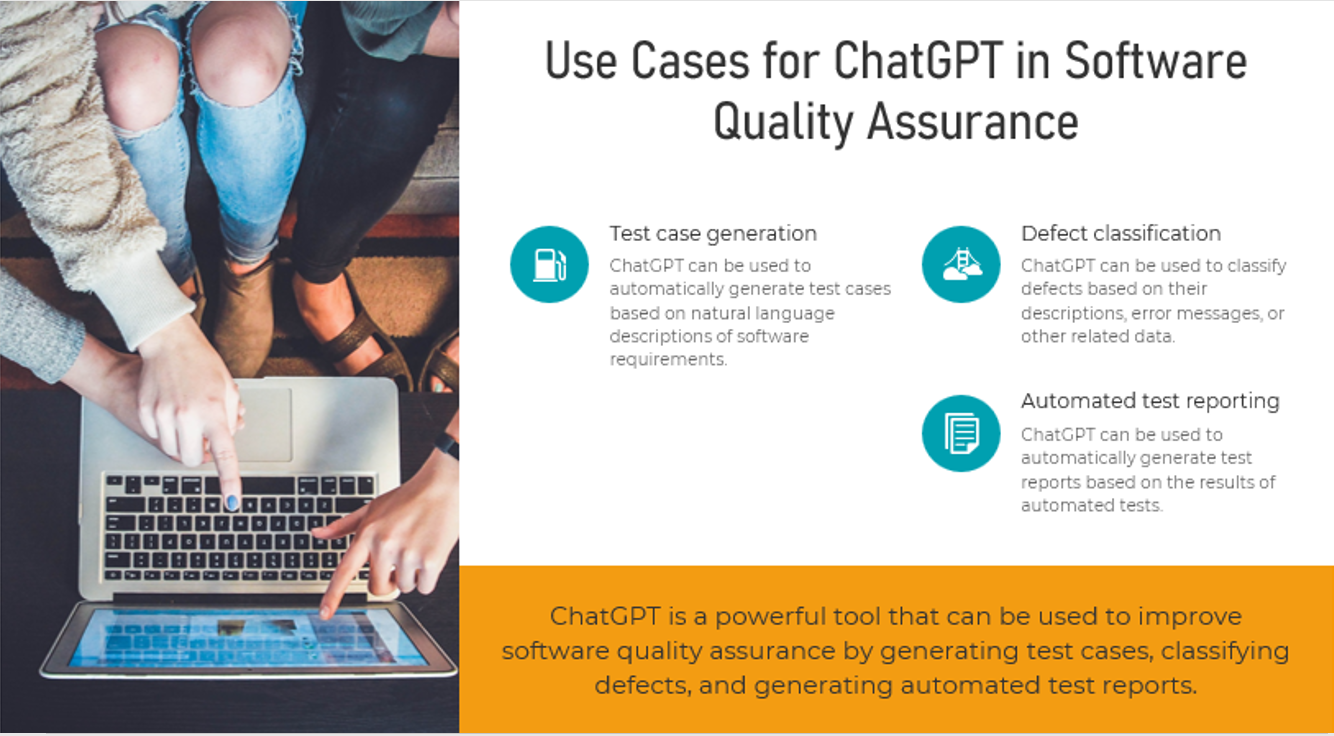 Use Cases for ChatGPT in Software
Quality Assurance
Test case generation
ChatGPT can be used to
automatically generate test cases
based on natural language
descriptions of software
requirements.
Defect classification
ChatGPT can be used to classify
defects based on their
descriptions, error messages, or
other related data.
Automated test reporting
ChatGPT can be used to
automatically generate test
reports based on the results of
automated tests.
ChatGPT is a powerful tool that can be used to improve
software quality assurance by generating test cases, classifying
defects, and generating automated test reports.